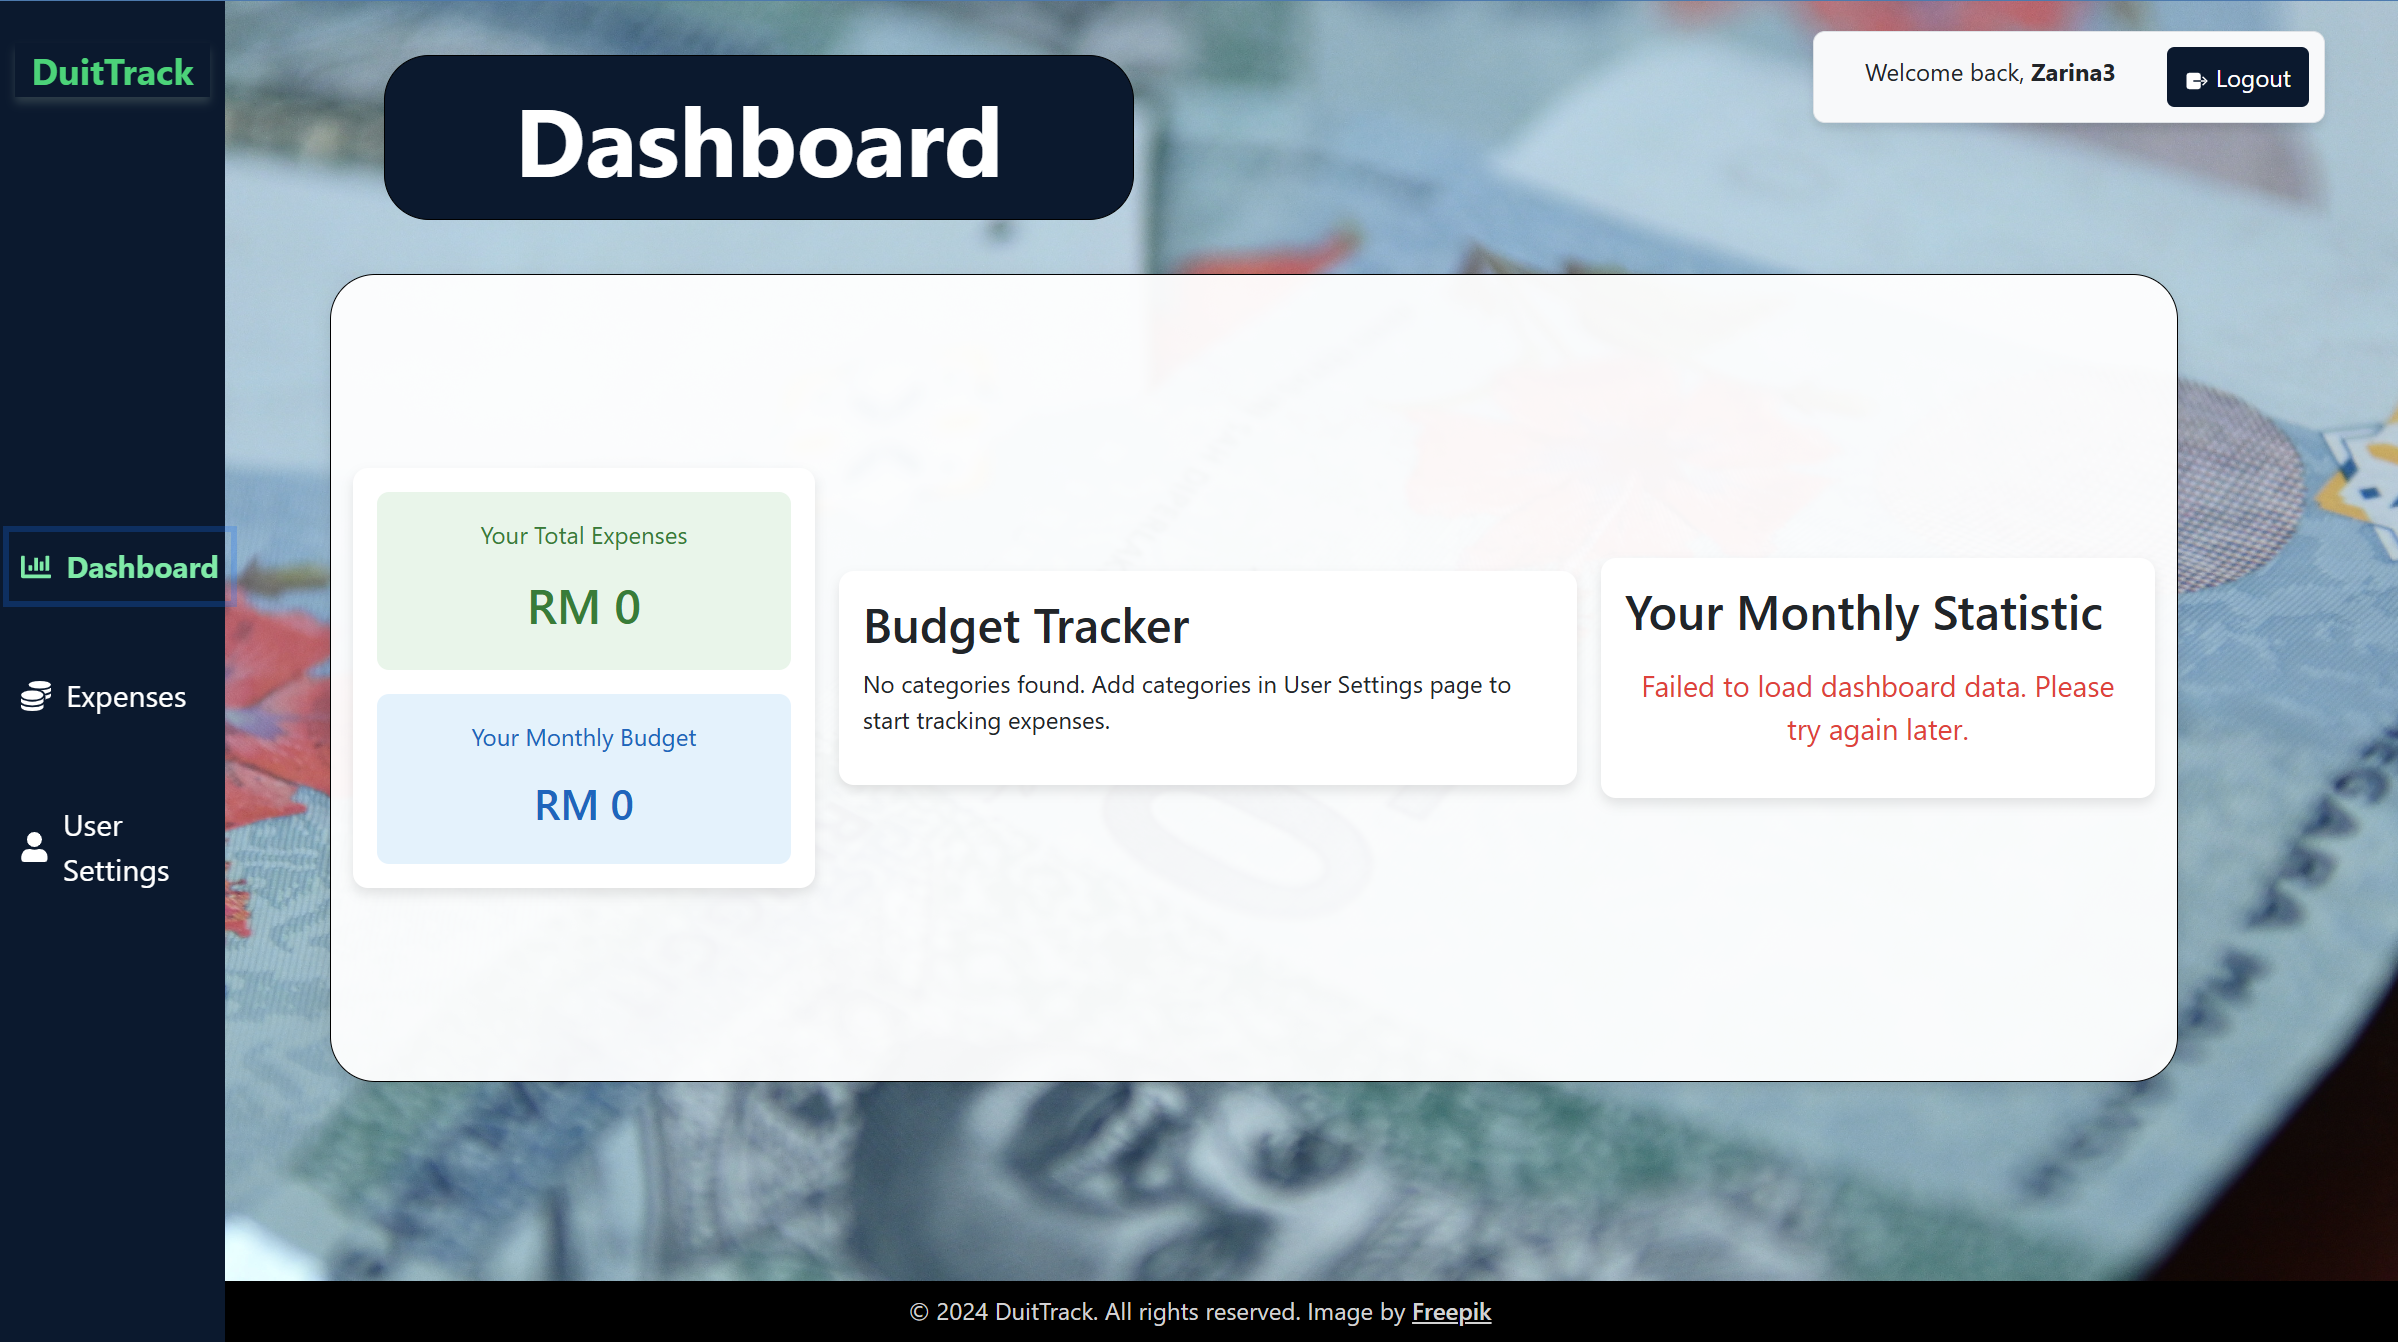 DuitTrack
Dashboard
Expenses
User
Settings
Dashboard
Welcome back, Zarina3
Logout
Your Total Expenses
RM 0
Your Monthly Budget
RM 0
Budget Tracker
No categories found. Add categories in User Settings page to
start tracking expenses.
Your Monthly Statistic
Failed to load dashboard data. Please
try again later.
© 2024 DuitTrack. All rights reserved. Image by Freepik